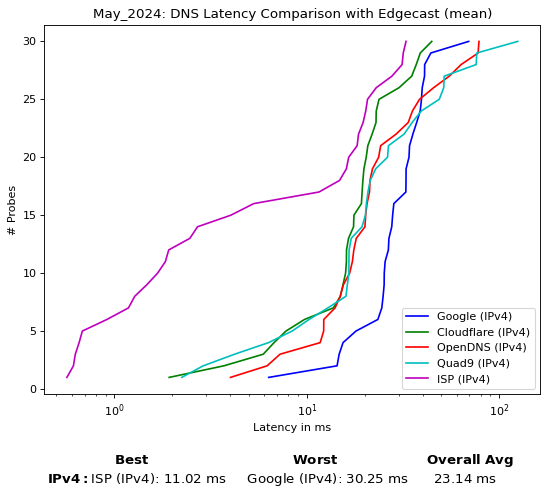 May_2024: DNS Latency Comparison with Edgecast (mean)
# Probes
30
25
20
15
10
5
0
Google (IPv4)
Cloudflare (IPv4)
OpenDNS (IPv4)
Quad9 (IPv4)
ISP (IPv4)
10⁰ 10¹ 10²
Latency in ms
Best Worst Overall Avg
IPv4: ISP (IPv4): 11.02 ms Google (IPv4): 30.25 ms 23.14 ms